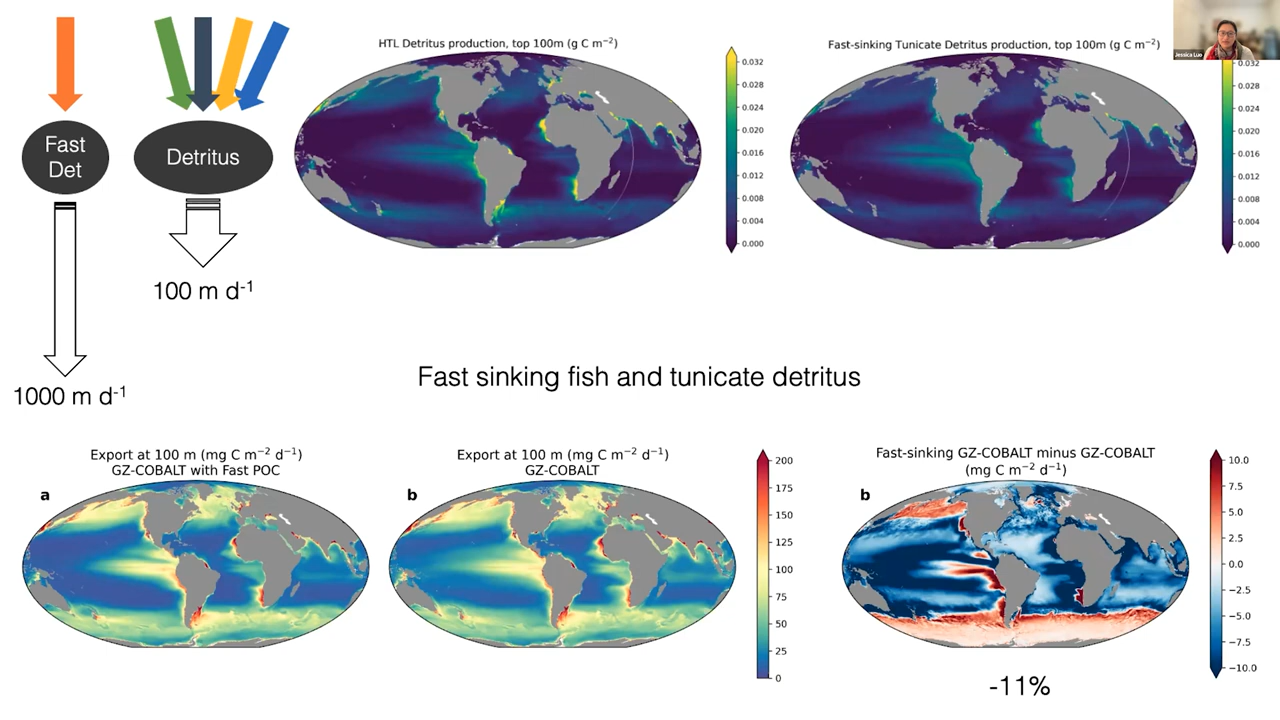 HTL Detritus production, top 100m (g C m⁻²)
Fast-sinking Tunicate Detritus production, top 100m (g C m⁻²)
Jessica Luo
Fast
Det
Detritus
0.032
0.028
0.024
0.020
0.016
0.012
0.008
0.004
0.000
0.032
0.028
0.024
0.020
0.016
0.012
0.008
0.004
0.000
100 m d⁻¹
1000 m d⁻¹
Fast sinking fish and tunicate detritus
Export at 100 m (mg C m⁻² d⁻¹)
GZ-COBALT with Fast POC
a
Export at 100 m (mg C m⁻² d⁻¹)
GZ-COBALT
b
200
175
150
125
100
75
50
25
0
Fast-sinking GZ-COBALT minus GZ-COBALT
(mg C m⁻² d⁻¹)
b
10.0
7.5
5.0
2.5
0.0
−2.5
−5.0
−7.5
−10.0
-11%